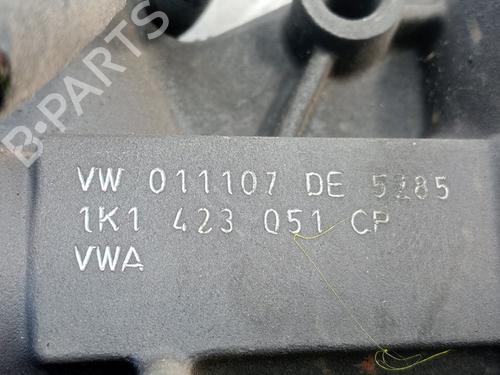 B-PARTS
VW 011107 DE 5285
1K1 423 051 CP
VWA